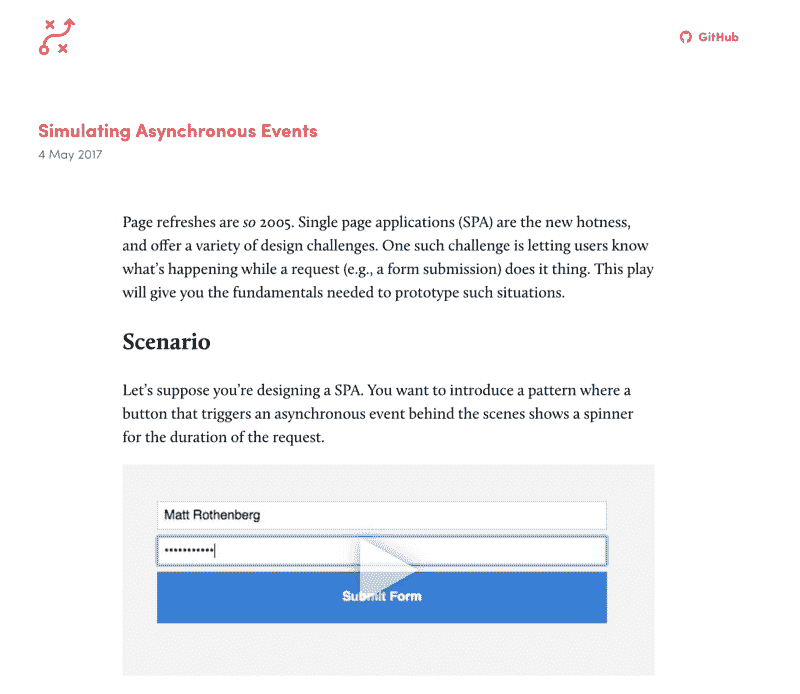 GitHub
Simulating Asynchronous Events
4 May 2017
Page refreshes are so 2005. Single page applications (SPA) are the new hotness,
and offer a variety of design challenges. One such challenge is letting users know
what’s happening while a request (e.g., a form submission) does it thing. This play
will give you the fundamentals needed to prototype such situations.
Scenario
Let’s suppose you’re designing a SPA. You want to introduce a pattern where a
button that triggers an asynchronous event behind the scenes shows a spinner
for the duration of the request.
Matt Rothenberg
•••••••••••
Submit Form